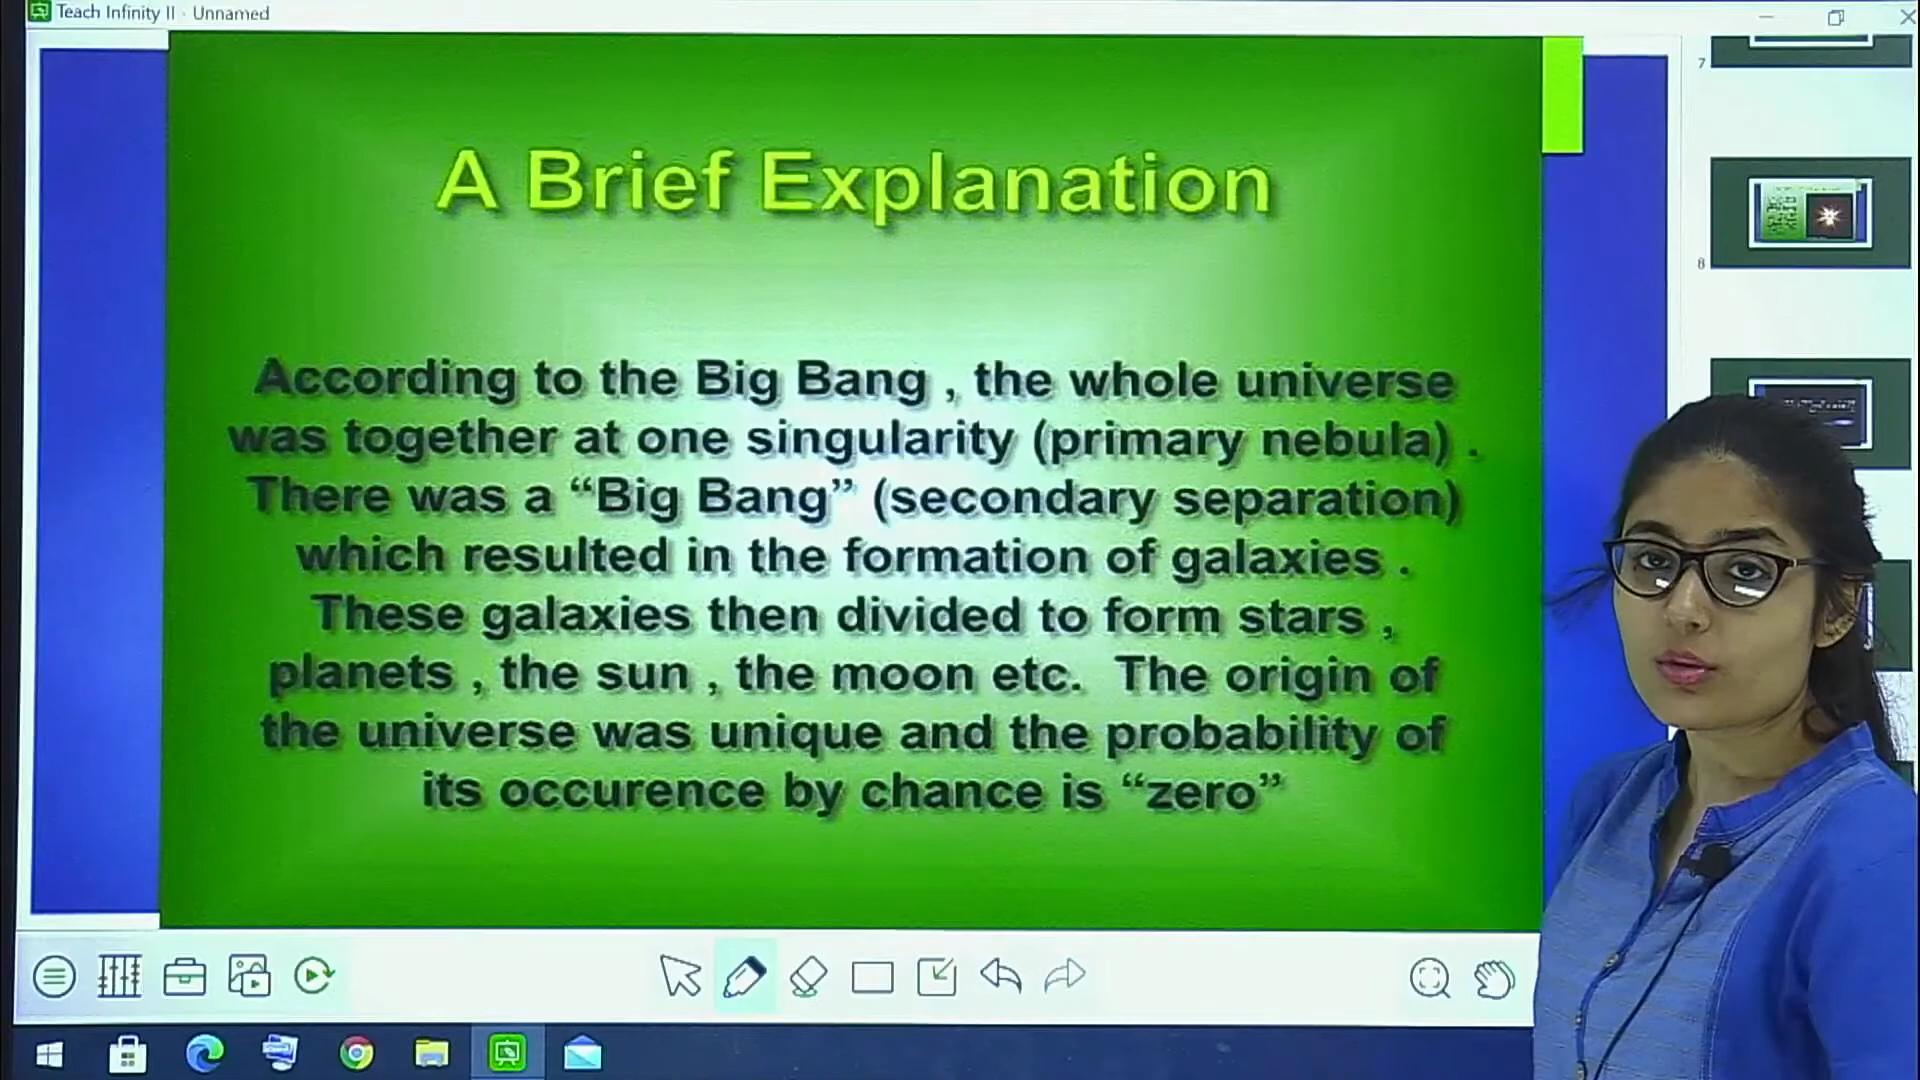 Teach Infinity II - Unnamed
A Brief Explanation
According to the Big Bang , the whole universe
was together at one singularity (primary nebula) .
There was a “Big Bang” (secondary separation)
which resulted in the formation of galaxies .
These galaxies then divided to form stars ,
planets , the sun , the moon etc. The origin of
the universe was unique and the probability of
its occurence by chance is “zero”
7
8